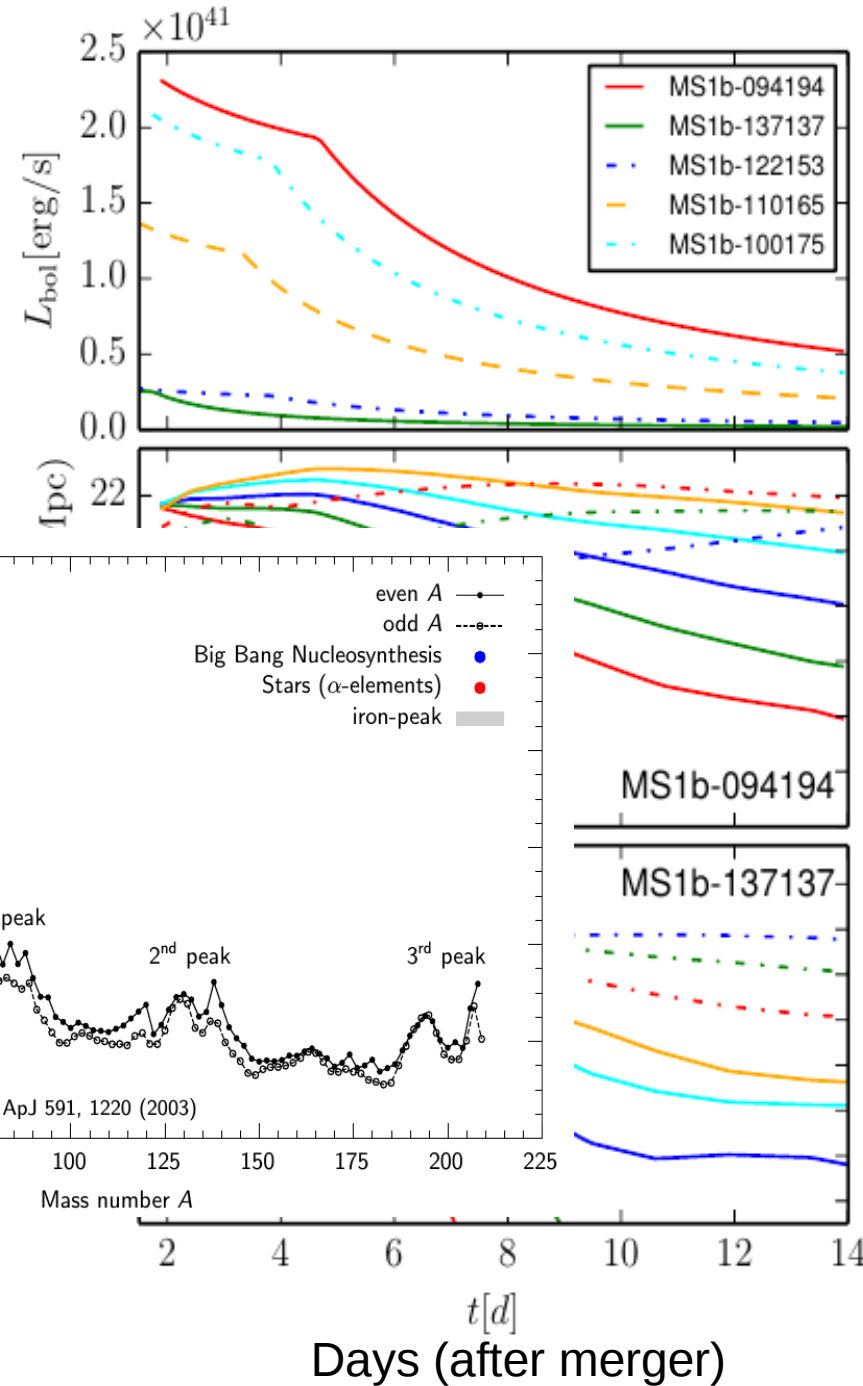 ×10⁴¹
2.5
2.0
1.5
1.0
0.5
0.0
L_bol[erg/s]
MS1b-094194
MS1b-137137
MS1b-122153
MS1b-110165
MS1b-100175
Mpc)
22
MS1b-094194
MS1b-137137
even A
odd A
Big Bang Nucleosynthesis
Stars (α-elements)
iron-peak
peak
2nd peak
3rd peak
ApJ 591, 1220 (2003)
100 125 150 175 200 225
Mass number A
2 4 6 8 10 12 14
t[d]
Days (after merger)